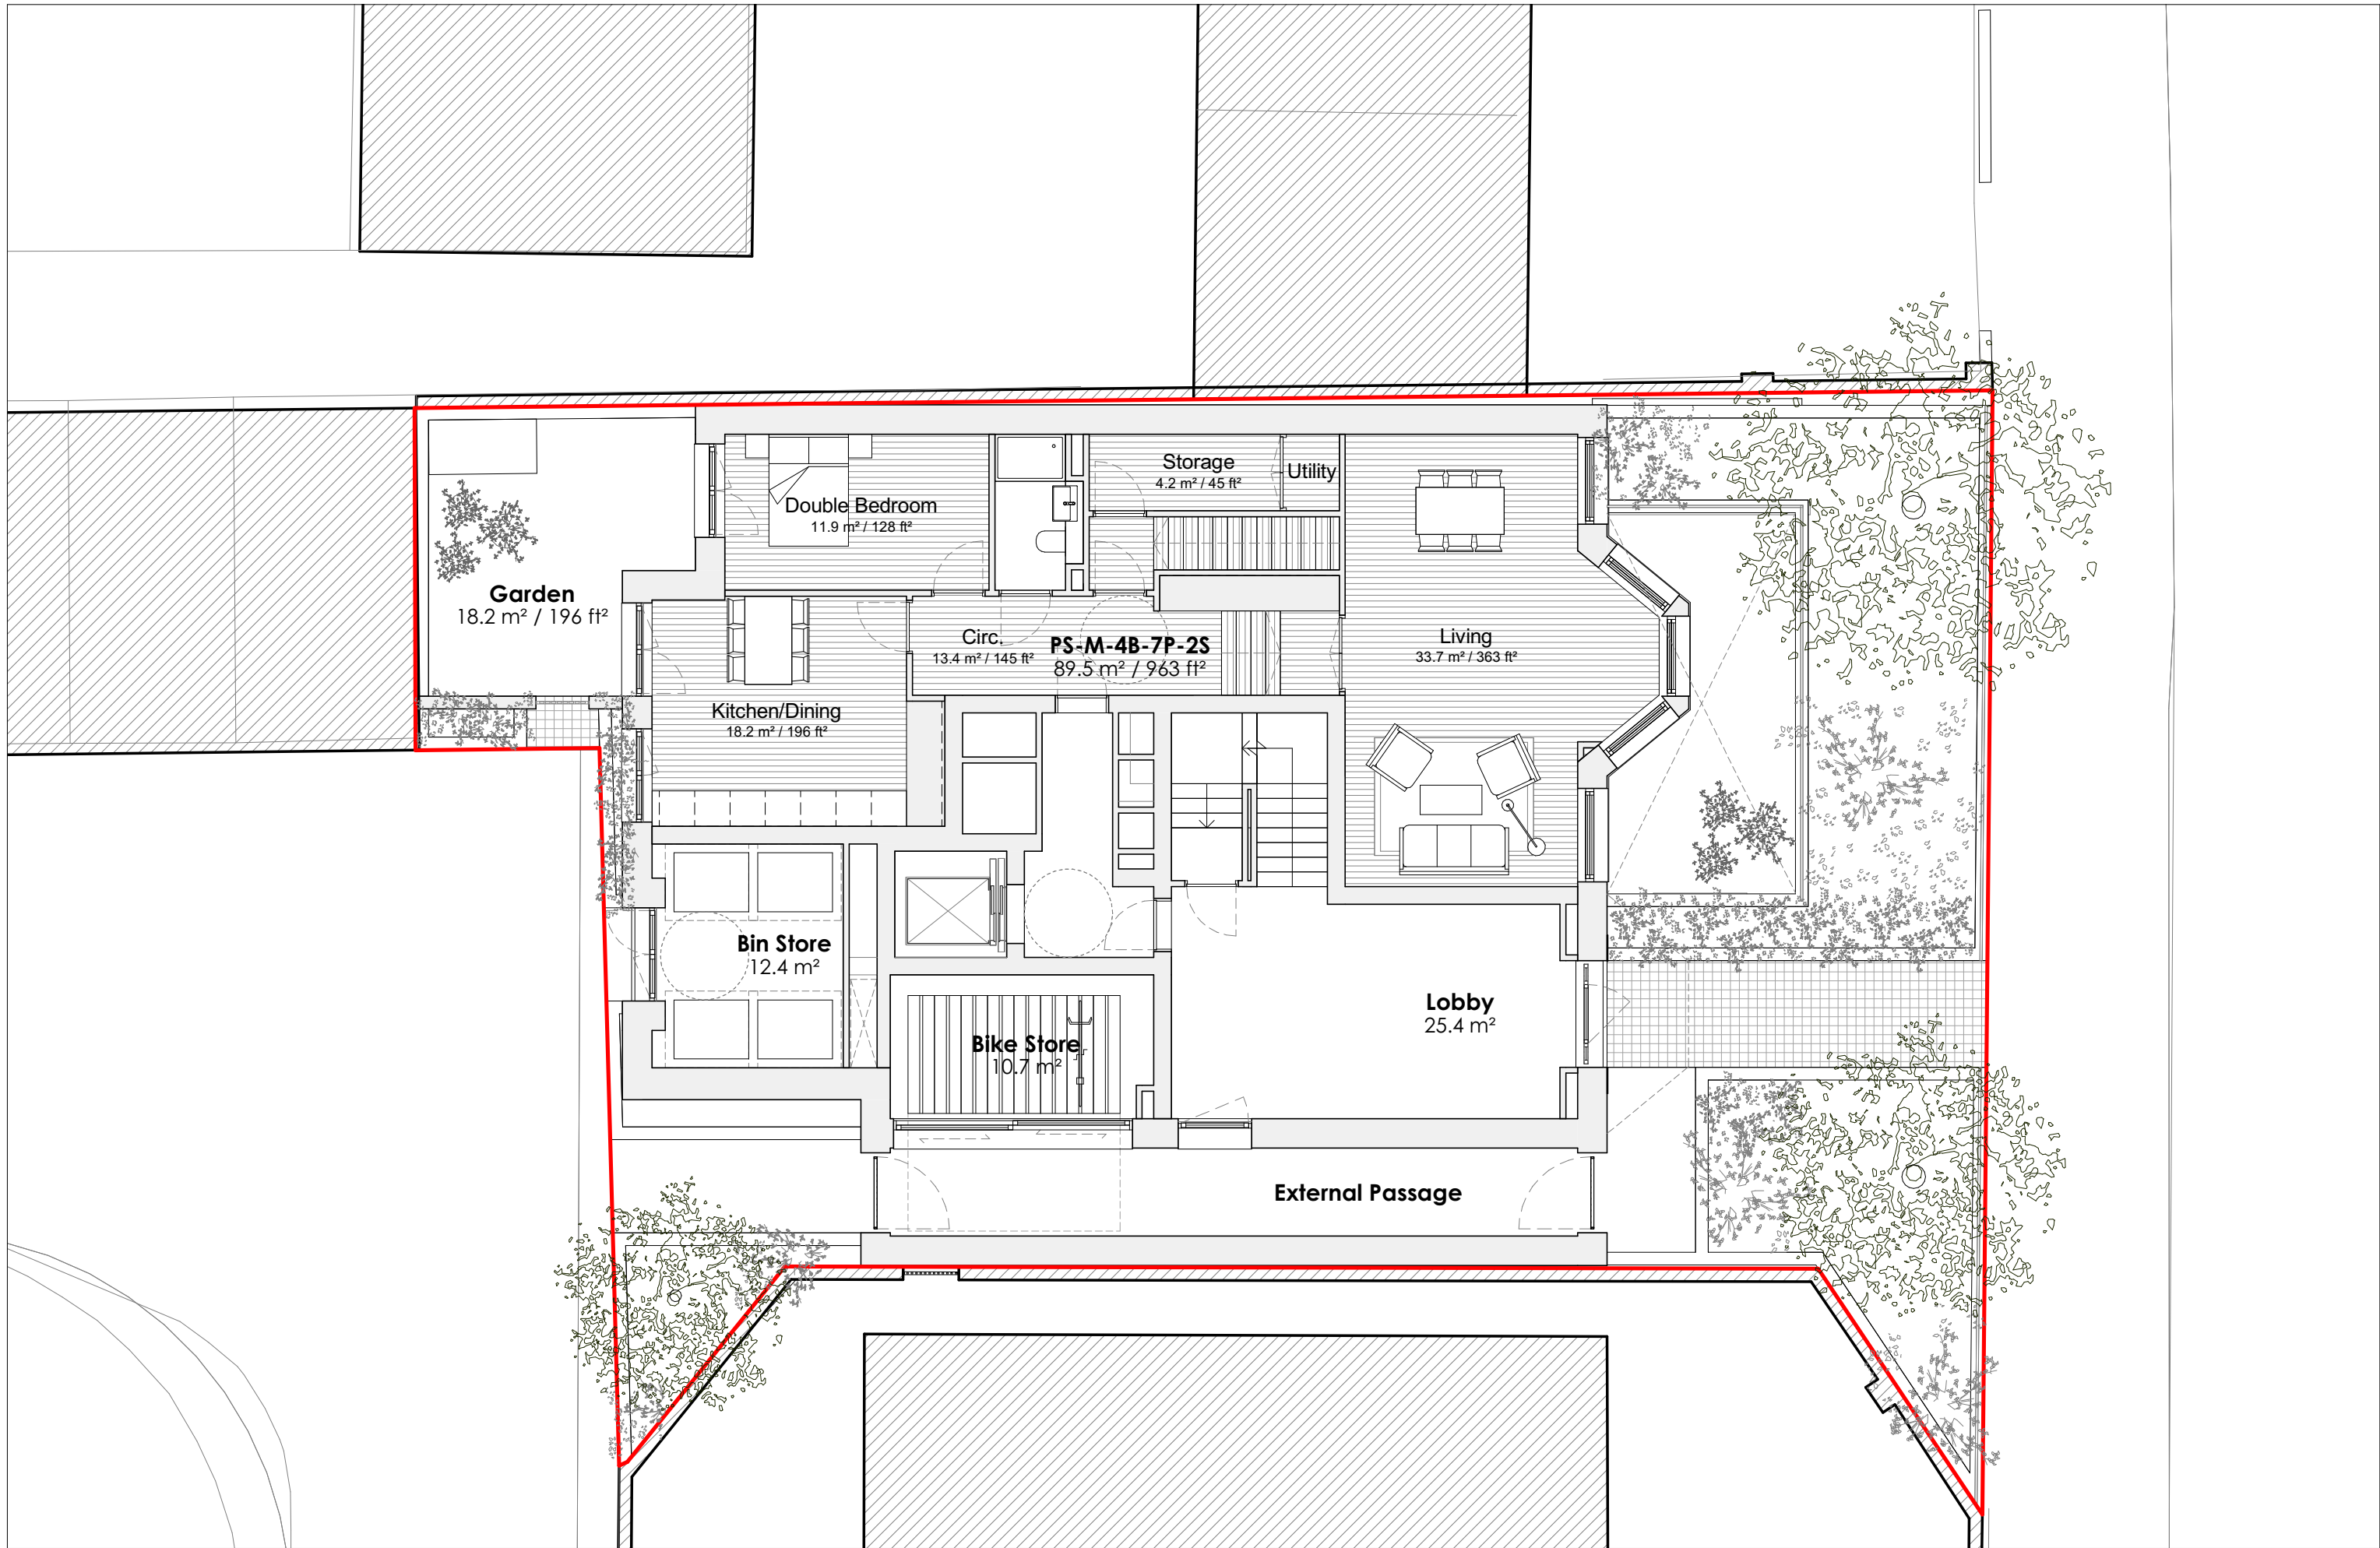 Storage
4.2 m² / 45 ft²
Utility
Double Bedroom
11.9 m² / 128 ft²
Garden
18.2 m² / 196 ft²
Circ.
13.4 m² / 145 ft²
PS-M-4B-7P-2S
89.5 m² / 963 ft²
Living
33.7 m² / 363 ft²
Kitchen/Dining
18.2 m² / 196 ft²
Bin Store
12.4 m²
Lobby
25.4 m²
Bike Store
10.7 m²
External Passage